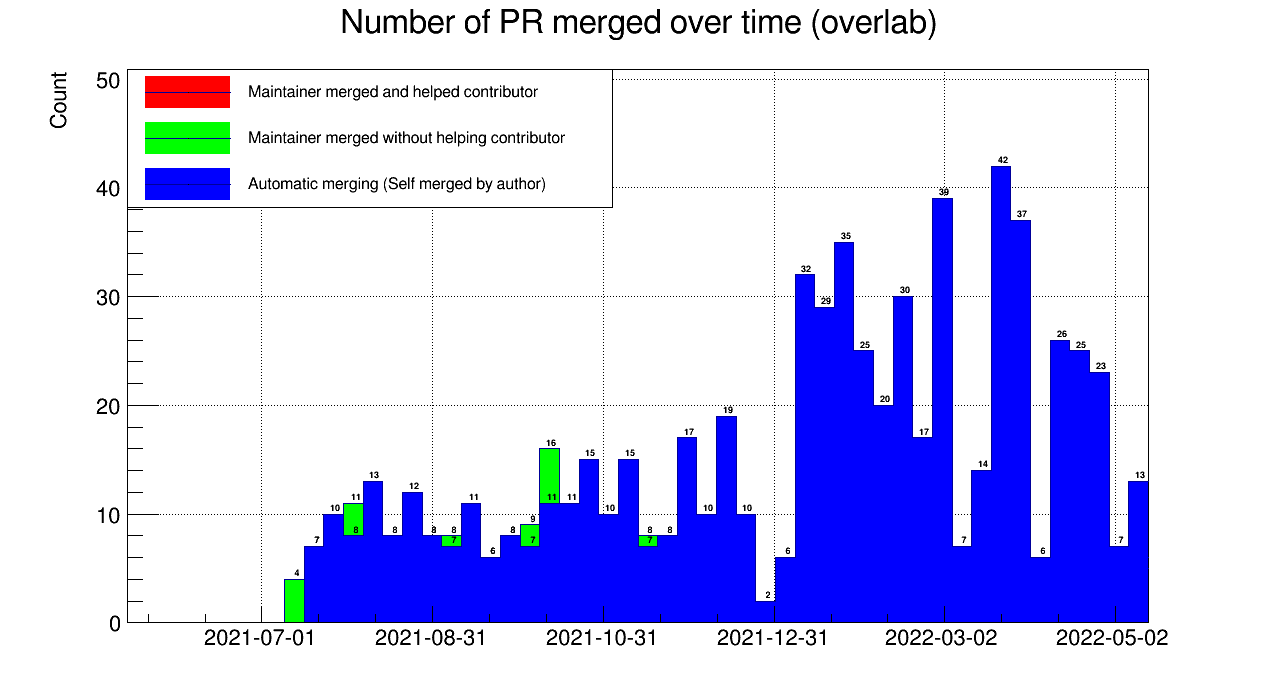 Number of PR merged over time (overlab)
Count
50
40
30
20
10
0
Maintainer merged and helped contributor
Maintainer merged without helping contributor
Automatic merging (Self merged by author)
4 7 10 11 8 13 8 12 8 8 7 11 6 8 9 7 16 11 11 15 10 15 8 7 8 17 10 19 10 2 6 32 29 35 25 20 30 17 39 7 14 42 37 6 26 25 23 7 13
2021-07-01 2021-08-31 2021-10-31 2021-12-31 2022-03-02 2022-05-02